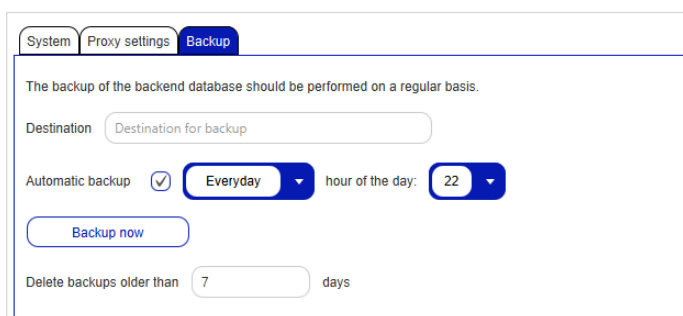 System Proxy settings Backup
The backup of the backend database should be performed on a regular basis.
Destination Destination for backup
Automatic backup Everyday hour of the day: 22
Backup now
Delete backups older than 7 days